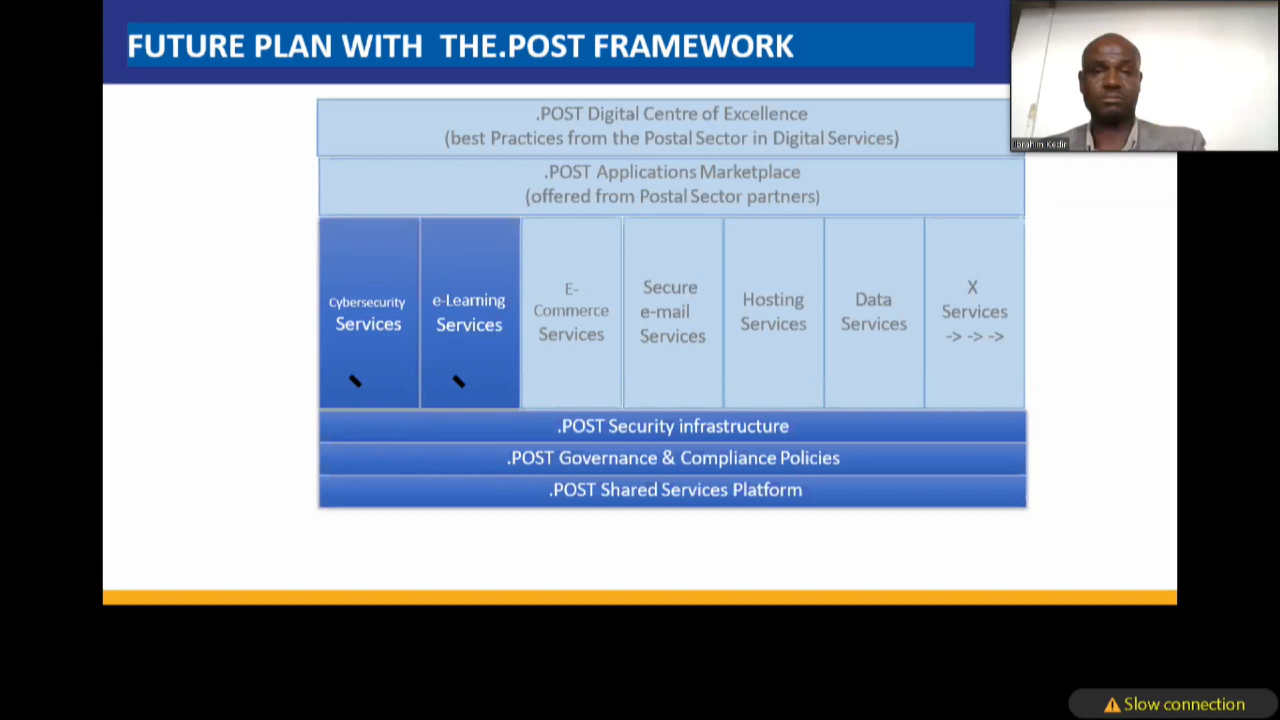 FUTURE PLAN WITH THE.POST FRAMEWORK
Ibrahim Kedir
.POST Digital Centre of Excellence
(best Practices from the Postal Sector in Digital Services)
.POST Applications Marketplace
(offered from Postal Sector partners)
Cybersecurity
Services
e-Learning
Services
E-
Commerce
Services
Secure
e-mail
Services
Hosting
Services
Data
Services
X
Services
-> -> ->
.POST Security infrastructure
.POST Governance & Compliance Policies
.POST Shared Services Platform
Slow connection